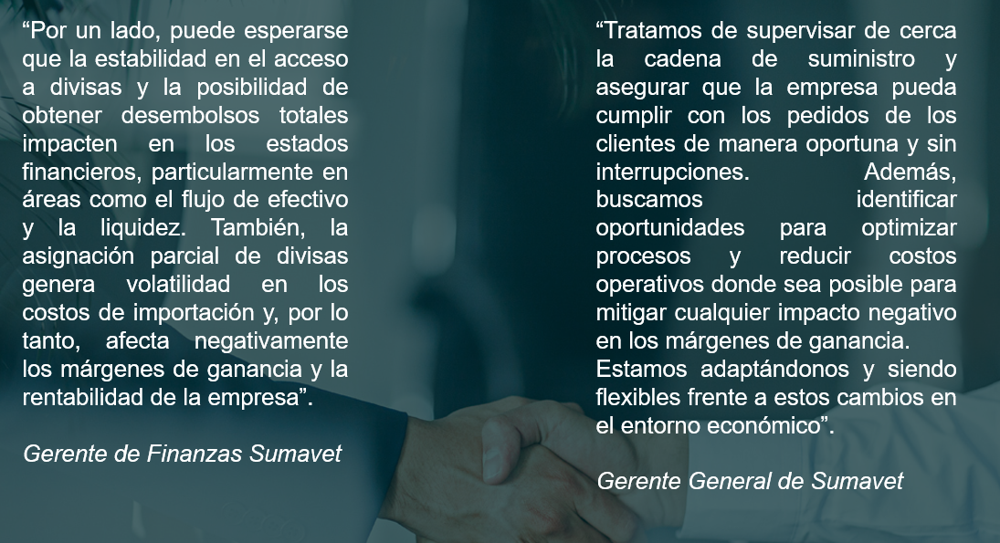 “Por un lado, puede esperarse
que la estabilidad en el acceso
a divisas y la posibilidad de
obtener desembolsos totales
impacten en los estados
financieros, particularmente en
áreas como el flujo de efectivo
y la liquidez. También, la
asignación parcial de divisas
genera volatilidad en los
costos de importación y, por lo
tanto, afecta negativamente
los márgenes de ganancia y la
rentabilidad de la empresa”.
Gerente de Finanzas Sumavet
“Tratamos de supervisar de cerca
la cadena de suministro y
asegurar que la empresa pueda
cumplir con los pedidos de los
clientes de manera oportuna y sin
interrupciones. Además,
buscamos identificar
oportunidades para optimizar
procesos y reducir costos
operativos donde sea posible para
mitigar cualquier impacto negativo
en los márgenes de ganancia.
Estamos adaptándonos y siendo
flexibles frente a estos cambios en
el entorno económico”.
Gerente General de Sumavet